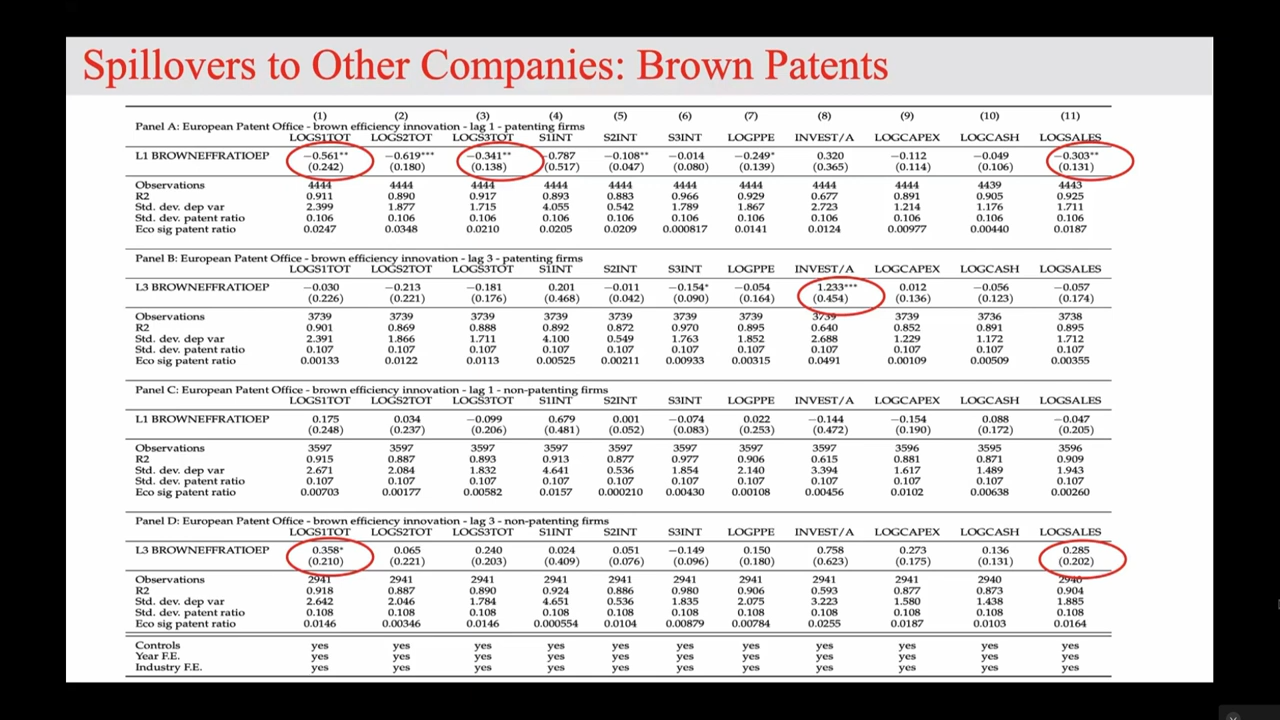 Spillovers to Other Companies: Brown Patents
(1) (2) (3) (4) (5) (6) (7) (8) (9) (10) (11)
Panel A: European Patent Office - brown efficiency innovation - lag 1 - patenting firms
LOGS1TOT LOGS2TOT LOGS3TOT S1INT S2INT S3INT LOGPPE INVEST/A LOGCAPEX LOGCASH LOGSALES
L1 BROWNEFFRATIOEP −0.561** −0.619*** −0.341** -0.787 −0.108** −0.014 −0.249* 0.320 −0.112 −0.049 −0.303**
(0.242) (0.180) (0.138) (0.517) (0.047) (0.080) (0.139) (0.365) (0.114) (0.106) (0.131)
Observations 4444 4444 4444 4444 4444 4444 4444 4444 4444 4439 4443
R2 0.911 0.890 0.917 0.893 0.883 0.966 0.929 0.677 0.891 0.905 0.925
Std. dev. dep var 2.399 1.877 1.715 4.055 0.542 1.789 1.867 2.723 1.214 1.176 1.711
Std. dev. patent ratio 0.106 0.106 0.106 0.106 0.106 0.106 0.106 0.106 0.106 0.106 0.106
Eco sig patent ratio 0.0247 0.0348 0.0210 0.0205 0.0209 0.000817 0.0141 0.0124 0.00977 0.00440 0.0187
Panel B: European Patent Office - brown efficiency innovation - lag 3 - patenting firms
LOGS1TOT LOGS2TOT LOGS3TOT S1INT S2INT S3INT LOGPPE INVEST/A LOGCAPEX LOGCASH LOGSALES
L3 BROWNEFFRATIOEP −0.030 −0.213 −0.181 0.201 −0.011 −0.154* −0.054 1.233*** 0.012 −0.056 −0.057
(0.226) (0.221) (0.176) (0.468) (0.042) (0.090) (0.164) (0.454) (0.136) (0.123) (0.174)
Observations 3739 3739 3739 3739 3739 3739 3739 3739 3739 3736 3738
R2 0.901 0.869 0.888 0.892 0.872 0.970 0.895 0.640 0.852 0.891 0.895
Std. dev. dep var 2.391 1.866 1.711 4.100 0.549 1.763 1.852 2.688 1.229 1.172 1.712
Std. dev. patent ratio 0.107 0.107 0.107 0.107 0.107 0.107 0.107 0.107 0.107 0.107 0.107
Eco sig patent ratio 0.00133 0.0122 0.0113 0.00525 0.00211 0.00933 0.00315 0.0491 0.00109 0.00509 0.00355
Panel C: European Patent Office - brown efficiency innovation - lag 1 - non-patenting firms
LOGS1TOT LOGS2TOT LOGS3TOT S1INT S2INT S3INT LOGPPE INVEST/A LOGCAPEX LOGCASH LOGSALES
L1 BROWNEFFRATIOEP 0.175 0.034 −0.099 0.679 0.001 −0.074 0.022 −0.144 −0.154 0.088 −0.047
(0.248) (0.237) (0.206) (0.481) (0.052) (0.083) (0.253) (0.472) (0.190) (0.172) (0.205)
Observations 3597 3597 3597 3597 3597 3597 3597 3597 3596 3595 3596
R2 0.915 0.887 0.893 0.913 0.877 0.977 0.906 0.615 0.881 0.871 0.909
Std. dev. dep var 2.671 2.084 1.832 4.641 0.536 1.854 2.140 3.394 1.617 1.489 1.943
Std. dev. patent ratio 0.107 0.107 0.107 0.107 0.107 0.107 0.107 0.107 0.107 0.107 0.107
Eco sig patent ratio 0.00703 0.00177 0.00582 0.0157 0.000210 0.00430 0.00108 0.00456 0.0102 0.00638 0.00260
Panel D: European Patent Office - brown efficiency innovation - lag 3 - non-patenting firms
LOGS1TOT LOGS2TOT LOGS3TOT S1INT S2INT S3INT LOGPPE INVEST/A LOGCAPEX LOGCASH LOGSALES
L3 BROWNEFFRATIOEP 0.358* 0.065 0.240 0.024 0.051 −0.149 0.150 0.758 0.273 0.136 0.285
(0.210) (0.221) (0.203) (0.409) (0.076) (0.096) (0.180) (0.623) (0.175) (0.131) (0.202)
Observations 2941 2941 2941 2941 2941 2941 2941 2941 2941 2940 2940
R2 0.918 0.887 0.890 0.924 0.886 0.980 0.906 0.593 0.877 0.873 0.904
Std. dev. dep var 2.642 2.046 1.784 4.651 0.536 1.835 2.075 3.223 1.580 1.438 1.885
Std. dev. patent ratio 0.108 0.108 0.108 0.108 0.108 0.108 0.108 0.108 0.108 0.108 0.108
Eco sig patent ratio 0.0146 0.00346 0.0146 0.000554 0.0104 0.00879 0.00784 0.0255 0.0187 0.0103 0.0164
Controls yes yes yes yes yes yes yes yes yes yes yes
Year F.E. yes yes yes yes yes yes yes yes yes yes yes
Industry F.E. yes yes yes yes yes yes yes yes yes yes yes